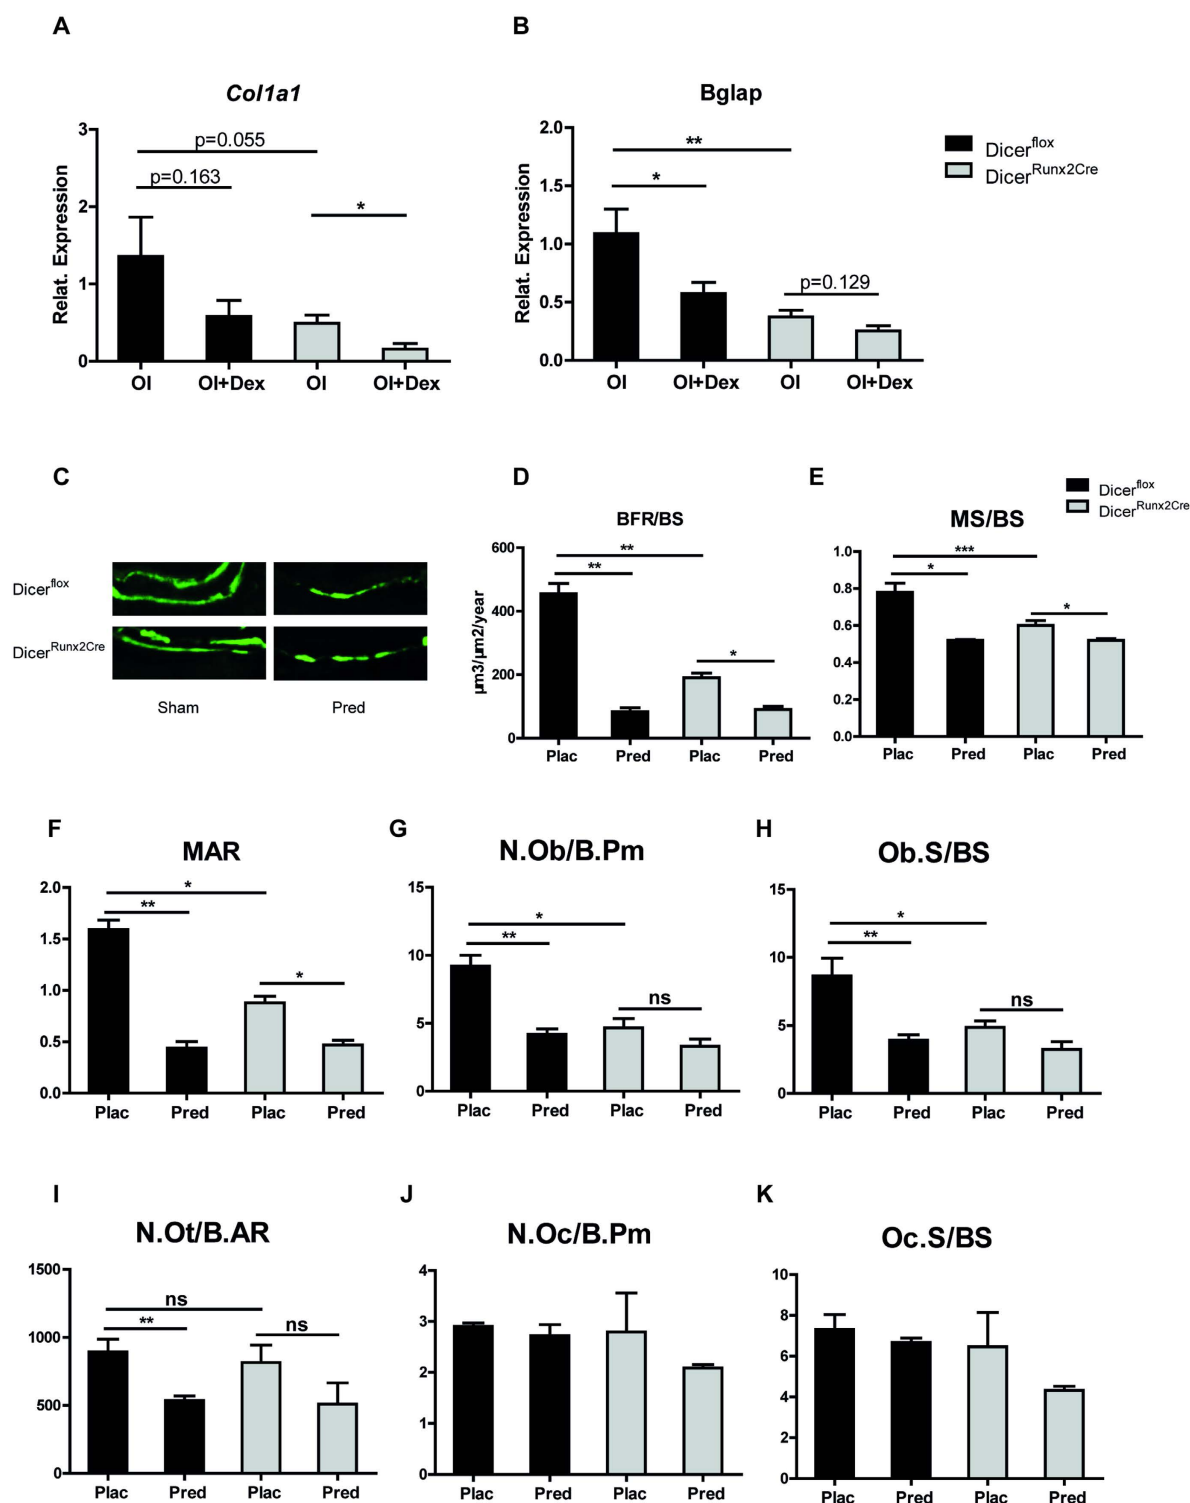 A
B
Col1a1
Bglap
3
2
1
0
Relat. Expression
p=0.055
p=0.163
*
OI
OI+Dex
OI
OI+Dex
2.0
1.5
1.0
0.5
0.0
Relat. Expression
**
*
p=0.129
OI
OI+Dex
OI
OI+Dex
Dicerflox
DicerRunx2Cre
C
Dicerflox
DicerRunx2Cre
Sham
Pred
D
BFR/BS
600
400
200
0
µm3/µm2/year
**
**
*
Plac
Pred
Plac
Pred
E
MS/BS
Dicerflox
DicerRunx2Cre
1.0
0.8
0.6
0.4
0.2
0.0
***
*
*
Plac
Pred
Plac
Pred
F
MAR
2.0
1.5
1.0
0.5
0.0
*
**
*
Plac
Pred
Plac
Pred
G
N.Ob/B.Pm
15
10
5
0
*
**
ns
Plac
Pred
Plac
Pred
H
Ob.S/BS
15
10
5
0
*
**
ns
Plac
Pred
Plac
Pred
I
N.Ot/B.AR
1500
1000
500
0
ns
**
ns
Plac
Pred
Plac
Pred
J
N.Oc/B.Pm
4
3
2
1
0
Plac
Pred
Plac
Pred
K
Oc.S/BS
10
8
6
4
2
0
Plac
Pred
Plac
Pred